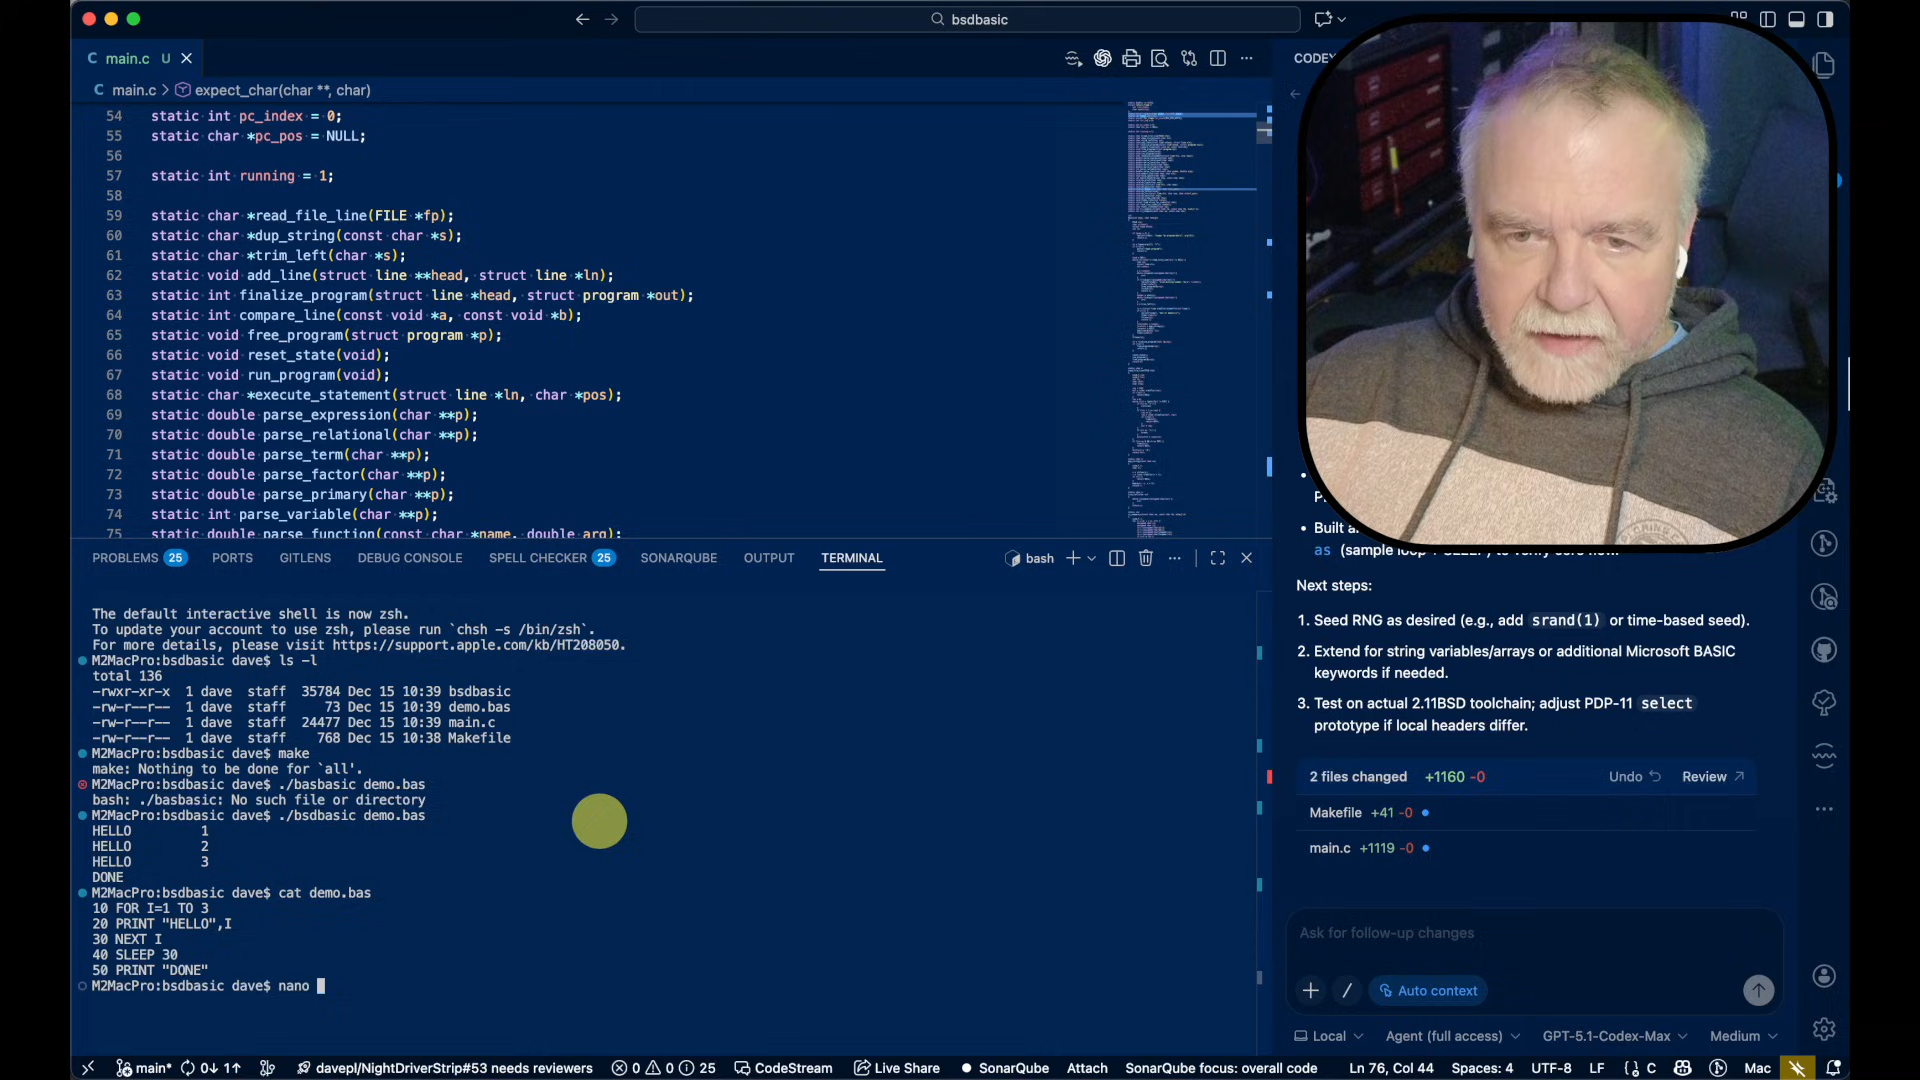 bsdbasic
C main.c U
CODEX
C main.c > expect_char(char **, char)
54 static int pc_index = 0;
55 static char *pc_pos = NULL;
56
57 static int running = 1;
58
59 static char *read_file_line(FILE *fp);
60 static char *dup_string(const char *s);
61 static char *trim_left(char *s);
62 static void add_line(struct line **head, struct line *ln);
63 static int finalize_program(struct line *head, struct program *out);
64 static int compare_line(const void *a, const void *b);
65 static void free_program(struct program *p);
66 static void reset_state(void);
67 static void run_program(void);
68 static char *execute_statement(struct line *ln, char *pos);
69 static double parse_expression(char **p);
70 static double parse_relational(char **p);
71 static double parse_term(char **p);
72 static double parse_factor(char **p);
73 static double parse_primary(char **p);
74 static int parse_variable(char **p);
75 static double parse_function(const char *name, double arg);
PROBLEMS 25 PORTS GITLENS DEBUG CONSOLE SPELL CHECKER 25 SONARQUBE OUTPUT TERMINAL bash
The default interactive shell is now zsh.
To update your account to use zsh, please run `chsh -s /bin/zsh`.
For more details, please visit https://support.apple.com/kb/HT208050.
M2MacPro:bsdbasic dave$ ls -l
total 136
-rwxr-xr-x 1 dave staff 35784 Dec 15 10:39 bsdbasic
-rw-r--r-- 1 dave staff 73 Dec 15 10:39 demo.bas
-rw-r--r-- 1 dave staff 24477 Dec 15 10:39 main.c
-rw-r--r-- 1 dave staff 768 Dec 15 10:38 Makefile
M2MacPro:bsdbasic dave$ make
make: Nothing to be done for `all'.
M2MacPro:bsdbasic dave$ ./basbasic demo.bas
bash: ./basbasic: No such file or directory
M2MacPro:bsdbasic dave$ ./bsdbasic demo.bas
HELLO 1
HELLO 2
HELLO 3
DONE
M2MacPro:bsdbasic dave$ cat demo.bas
10 FOR I=1 TO 3
20 PRINT "HELLO",I
30 NEXT I
40 SLEEP 30
50 PRINT "DONE"
M2MacPro:bsdbasic dave$ nano
Built
as (sample loop + SLEEP) to verify
Next steps:
1. Seed RNG as desired (e.g., add srand(1) or time-based seed).
2. Extend for string variables/arrays or additional Microsoft BASIC
keywords if needed.
3. Test on actual 2.11BSD toolchain; adjust PDP-11 select
prototype if local headers differ.
2 files changed +1160 -0 Undo Review
Makefile +41 -0
main.c +1119 -0
Ask for follow-up changes
Auto context
Local Agent (full access) GPT-5.1-Codex-Max Medium
main* 0↓ 1↑ davepl/NightDriverStrip#53 needs reviewers 0 0 25 CodeStream Live Share SonarQube Attach SonarQube focus: overall code Ln 76, Col 44 Spaces: 4 UTF-8 LF {} C Mac